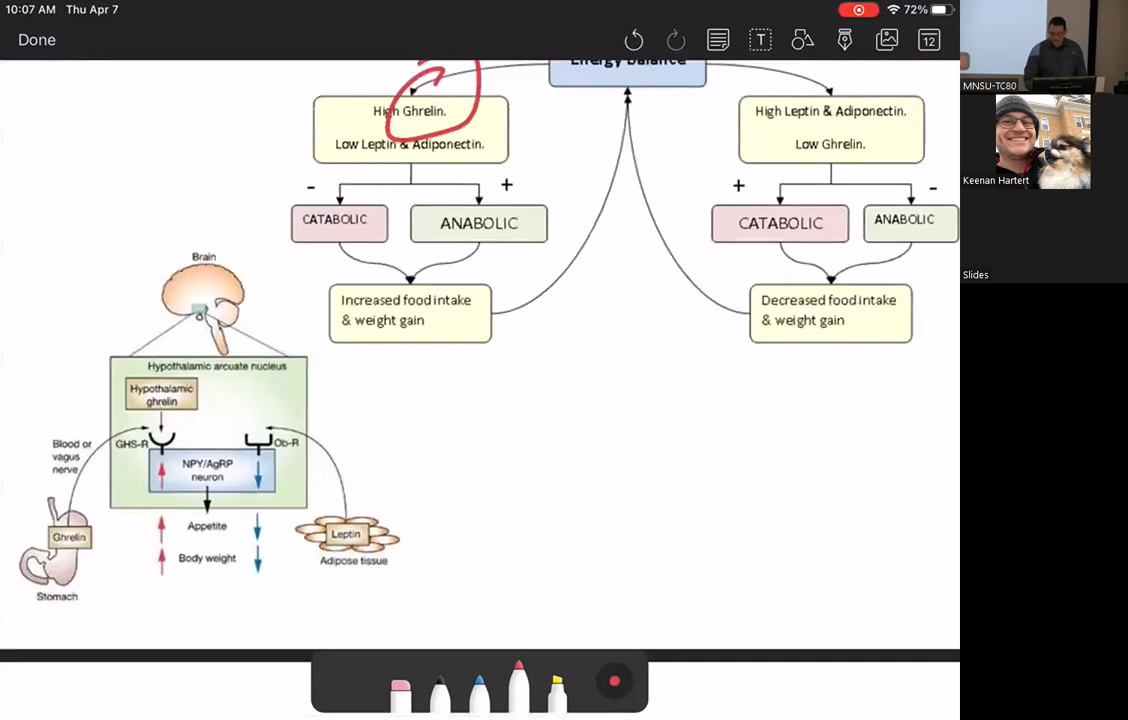 10:07 AM Thu Apr 7
72%
Done
T
12
Energy balance
High Ghrelin.
Low Leptin & Adiponectin.
High Leptin & Adiponectin.
Low Ghrelin.
-
+
+
-
CATABOLIC
ANABOLIC
CATABOLIC
ANABOLIC
Increased food intake
& weight gain
Decreased food intake
& weight gain
Brain
Hypothalamic arcuate nucleus
Hypothalamic
ghrelin
Blood or
vagus
nerve
GHS-R
Ob-R
NPY/AgRP
neuron
Ghrelin
Appetite
Body weight
Leptin
Adipose tissue
Stomach
MNSU-TC80
Keenan Hartert
Slides